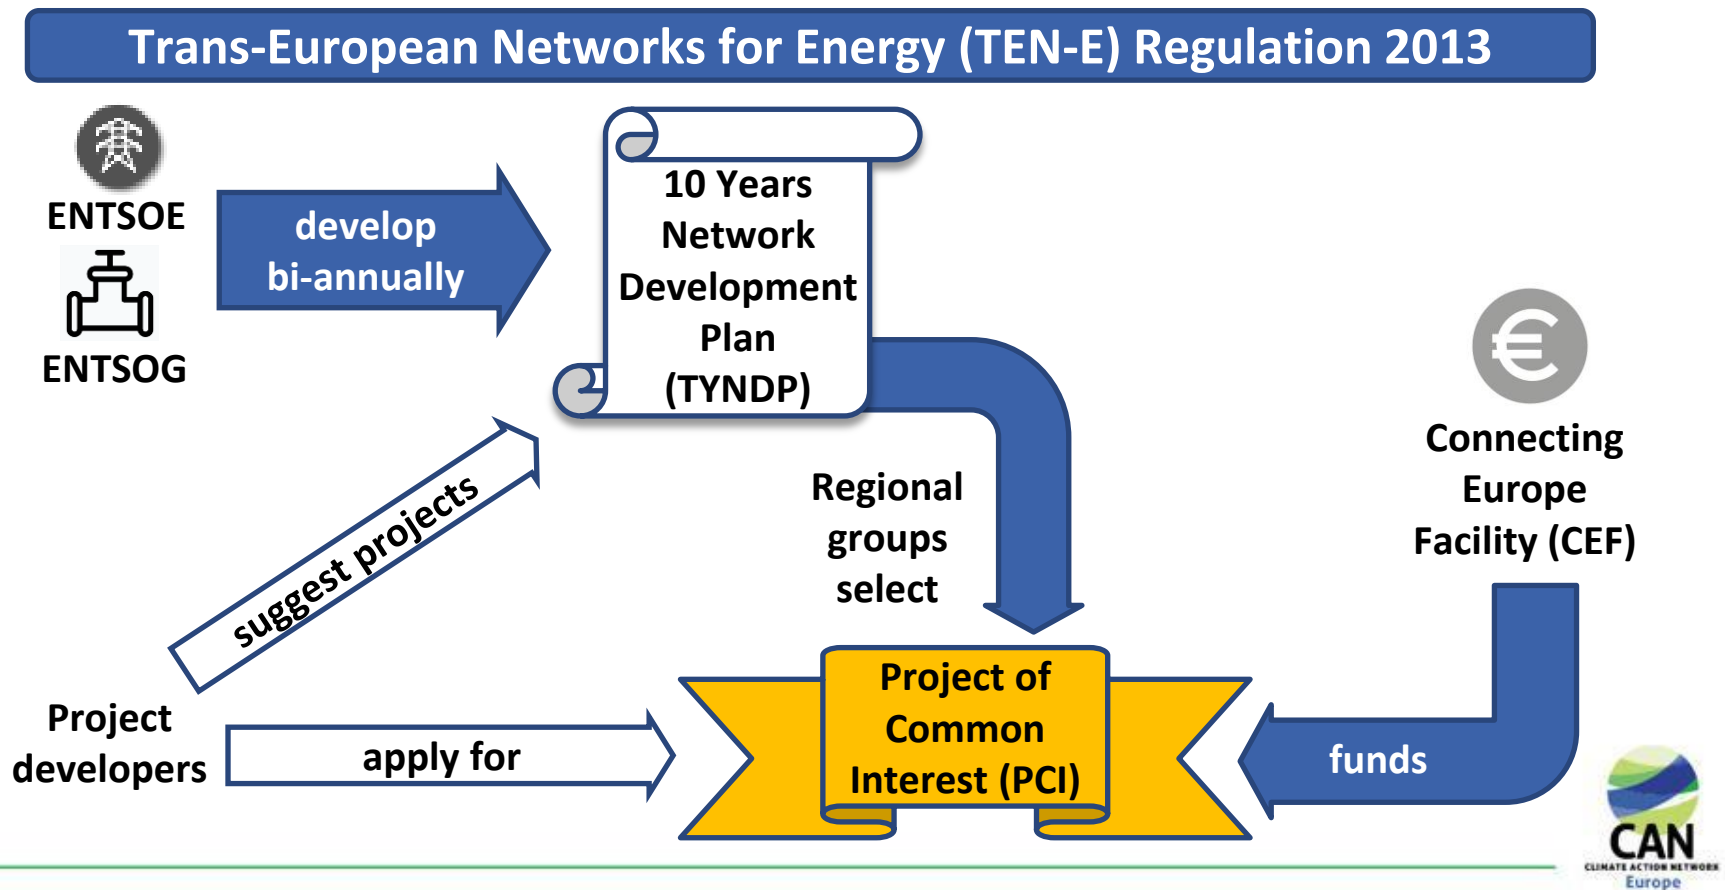 Trans-European Networks for Energy (TEN-E) Regulation 2013
ENTSOE
ENTSOG
develop
bi-annually
10 Years
Network
Development
Plan
(TYNDP)
suggest projects
Project
developers
apply for
Regional
groups
select
Project of
Common
Interest (PCI)
€
Connecting
Europe
Facility (CEF)
funds
CAN
CLIMATE ACTION NETWORK
Europe